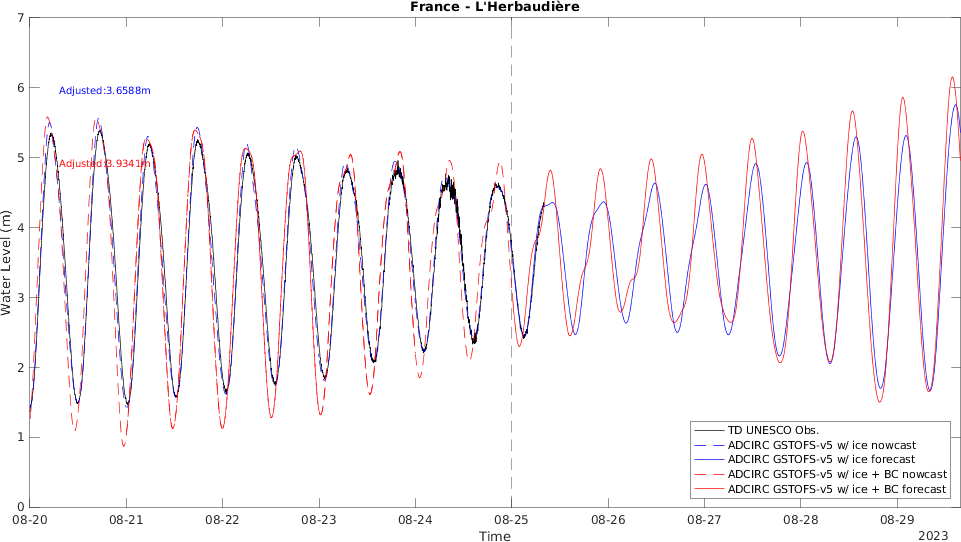 France - L'Herbaudière
7
6
5
4
3
2
1
0
Water Level (m)
Adjusted:3.6588m
Adjusted:3.9341m
TD UNESCO Obs.
ADCIRC GSTOFS-v5 w/ ice nowcast
ADCIRC GSTOFS-v5 w/ ice forecast
ADCIRC GSTOFS-v5 w/ ice + BC nowcast
ADCIRC GSTOFS-v5 w/ ice + BC forecast
08-20 08-21 08-22 08-23 08-24 08-25 08-26 08-27 08-28 08-29
Time
2023